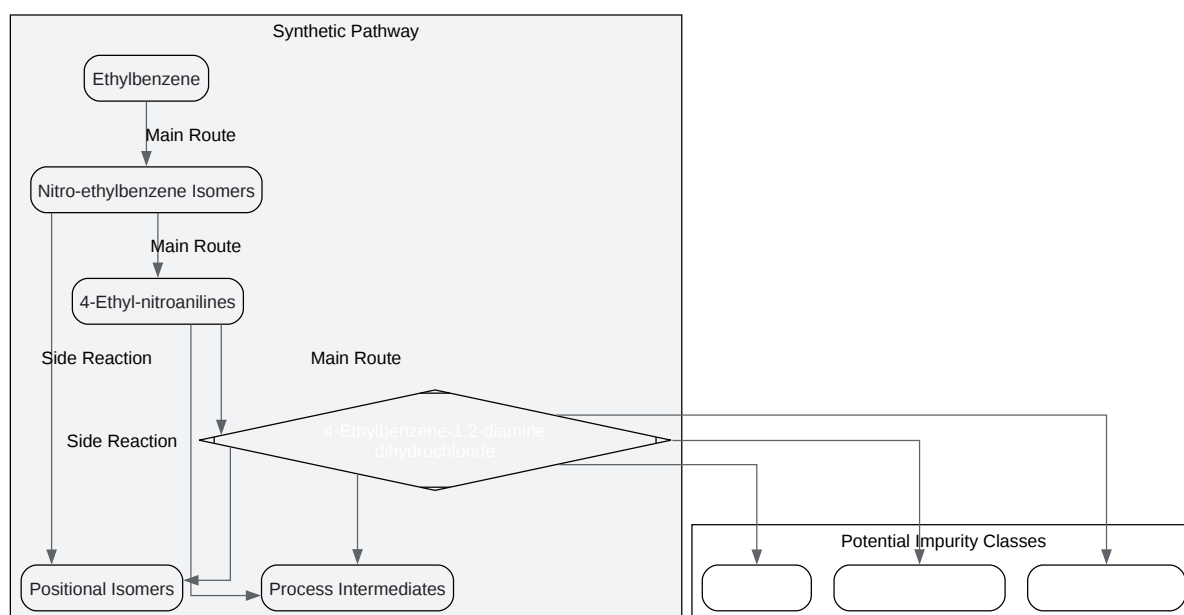 Synthetic Pathway
Ethylbenzene
Main Route
Nitro-ethylbenzene Isomers
Main Route
4-Ethyl-nitroanilines
Side Reaction
Main Route
4-Ethylbenzene-1,2-diamine
dihydrochloride
Side Reaction
Potential Impurity Classes
Positional Isomers
Process Intermediates